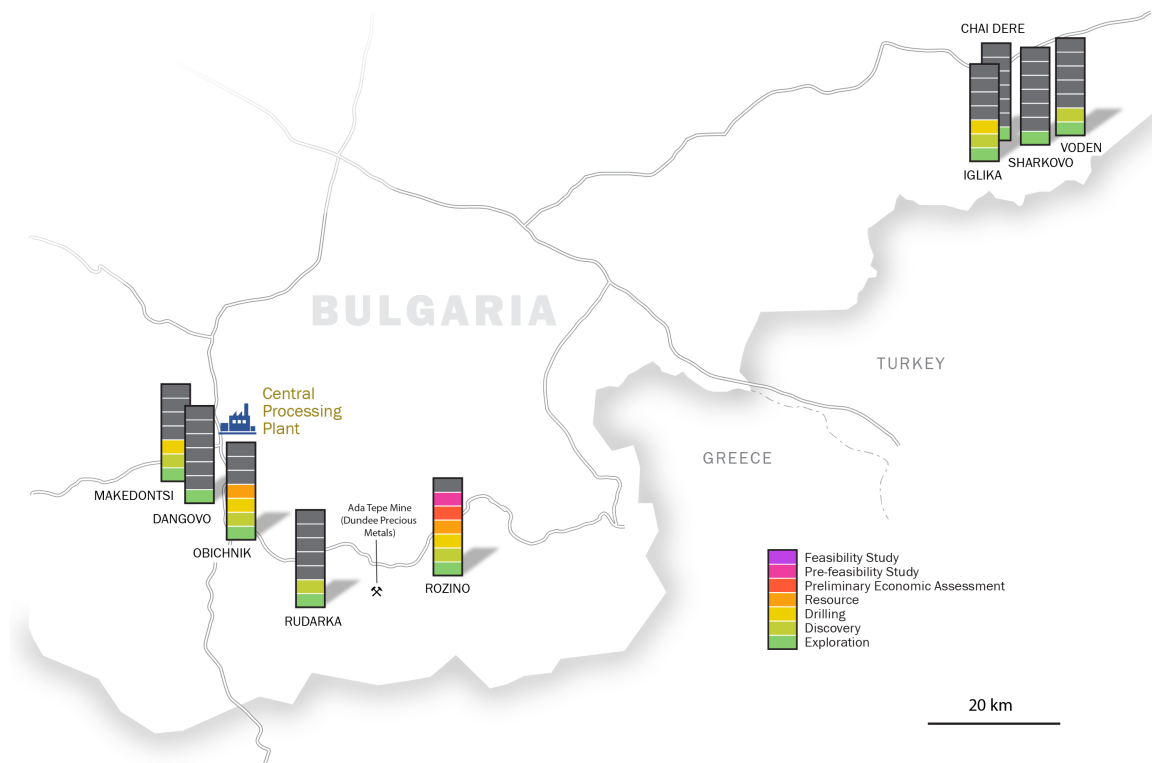 CHAI DERE
VODEN
SHARKOVO
IGLIKA
BULGARIA
TURKEY
Central
Processing
Plant
GREECE
MAKEDONTSI
DANGOVO
OBICHNIK
Ada Tepe Mine
(Dundee Precious
Metals)
ROZINO
RUDARKA
Feasibility Study
Pre-feasibility Study
Preliminary Economic Assessment
Resource
Drilling
Discovery
Exploration
20 km